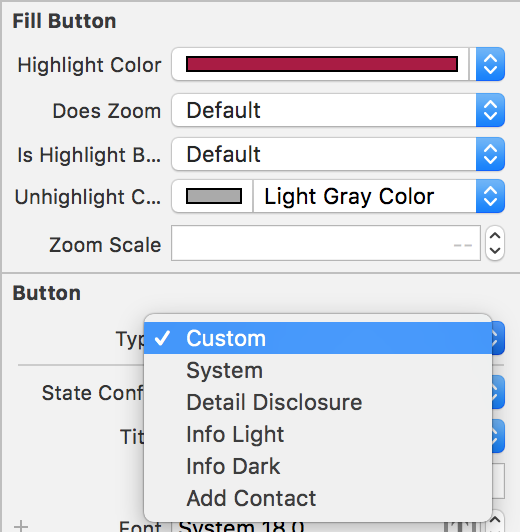 Fill Button
Highlight Color
Does Zoom Default
Is Highlight B... Default
Unhighlight C... Light Gray Color
Zoom Scale --
Button
Typ ✓ Custom
System
State Conf
Detail Disclosure
Tit
Info Light
Info Dark
Add Contact
+ Font System 18.0